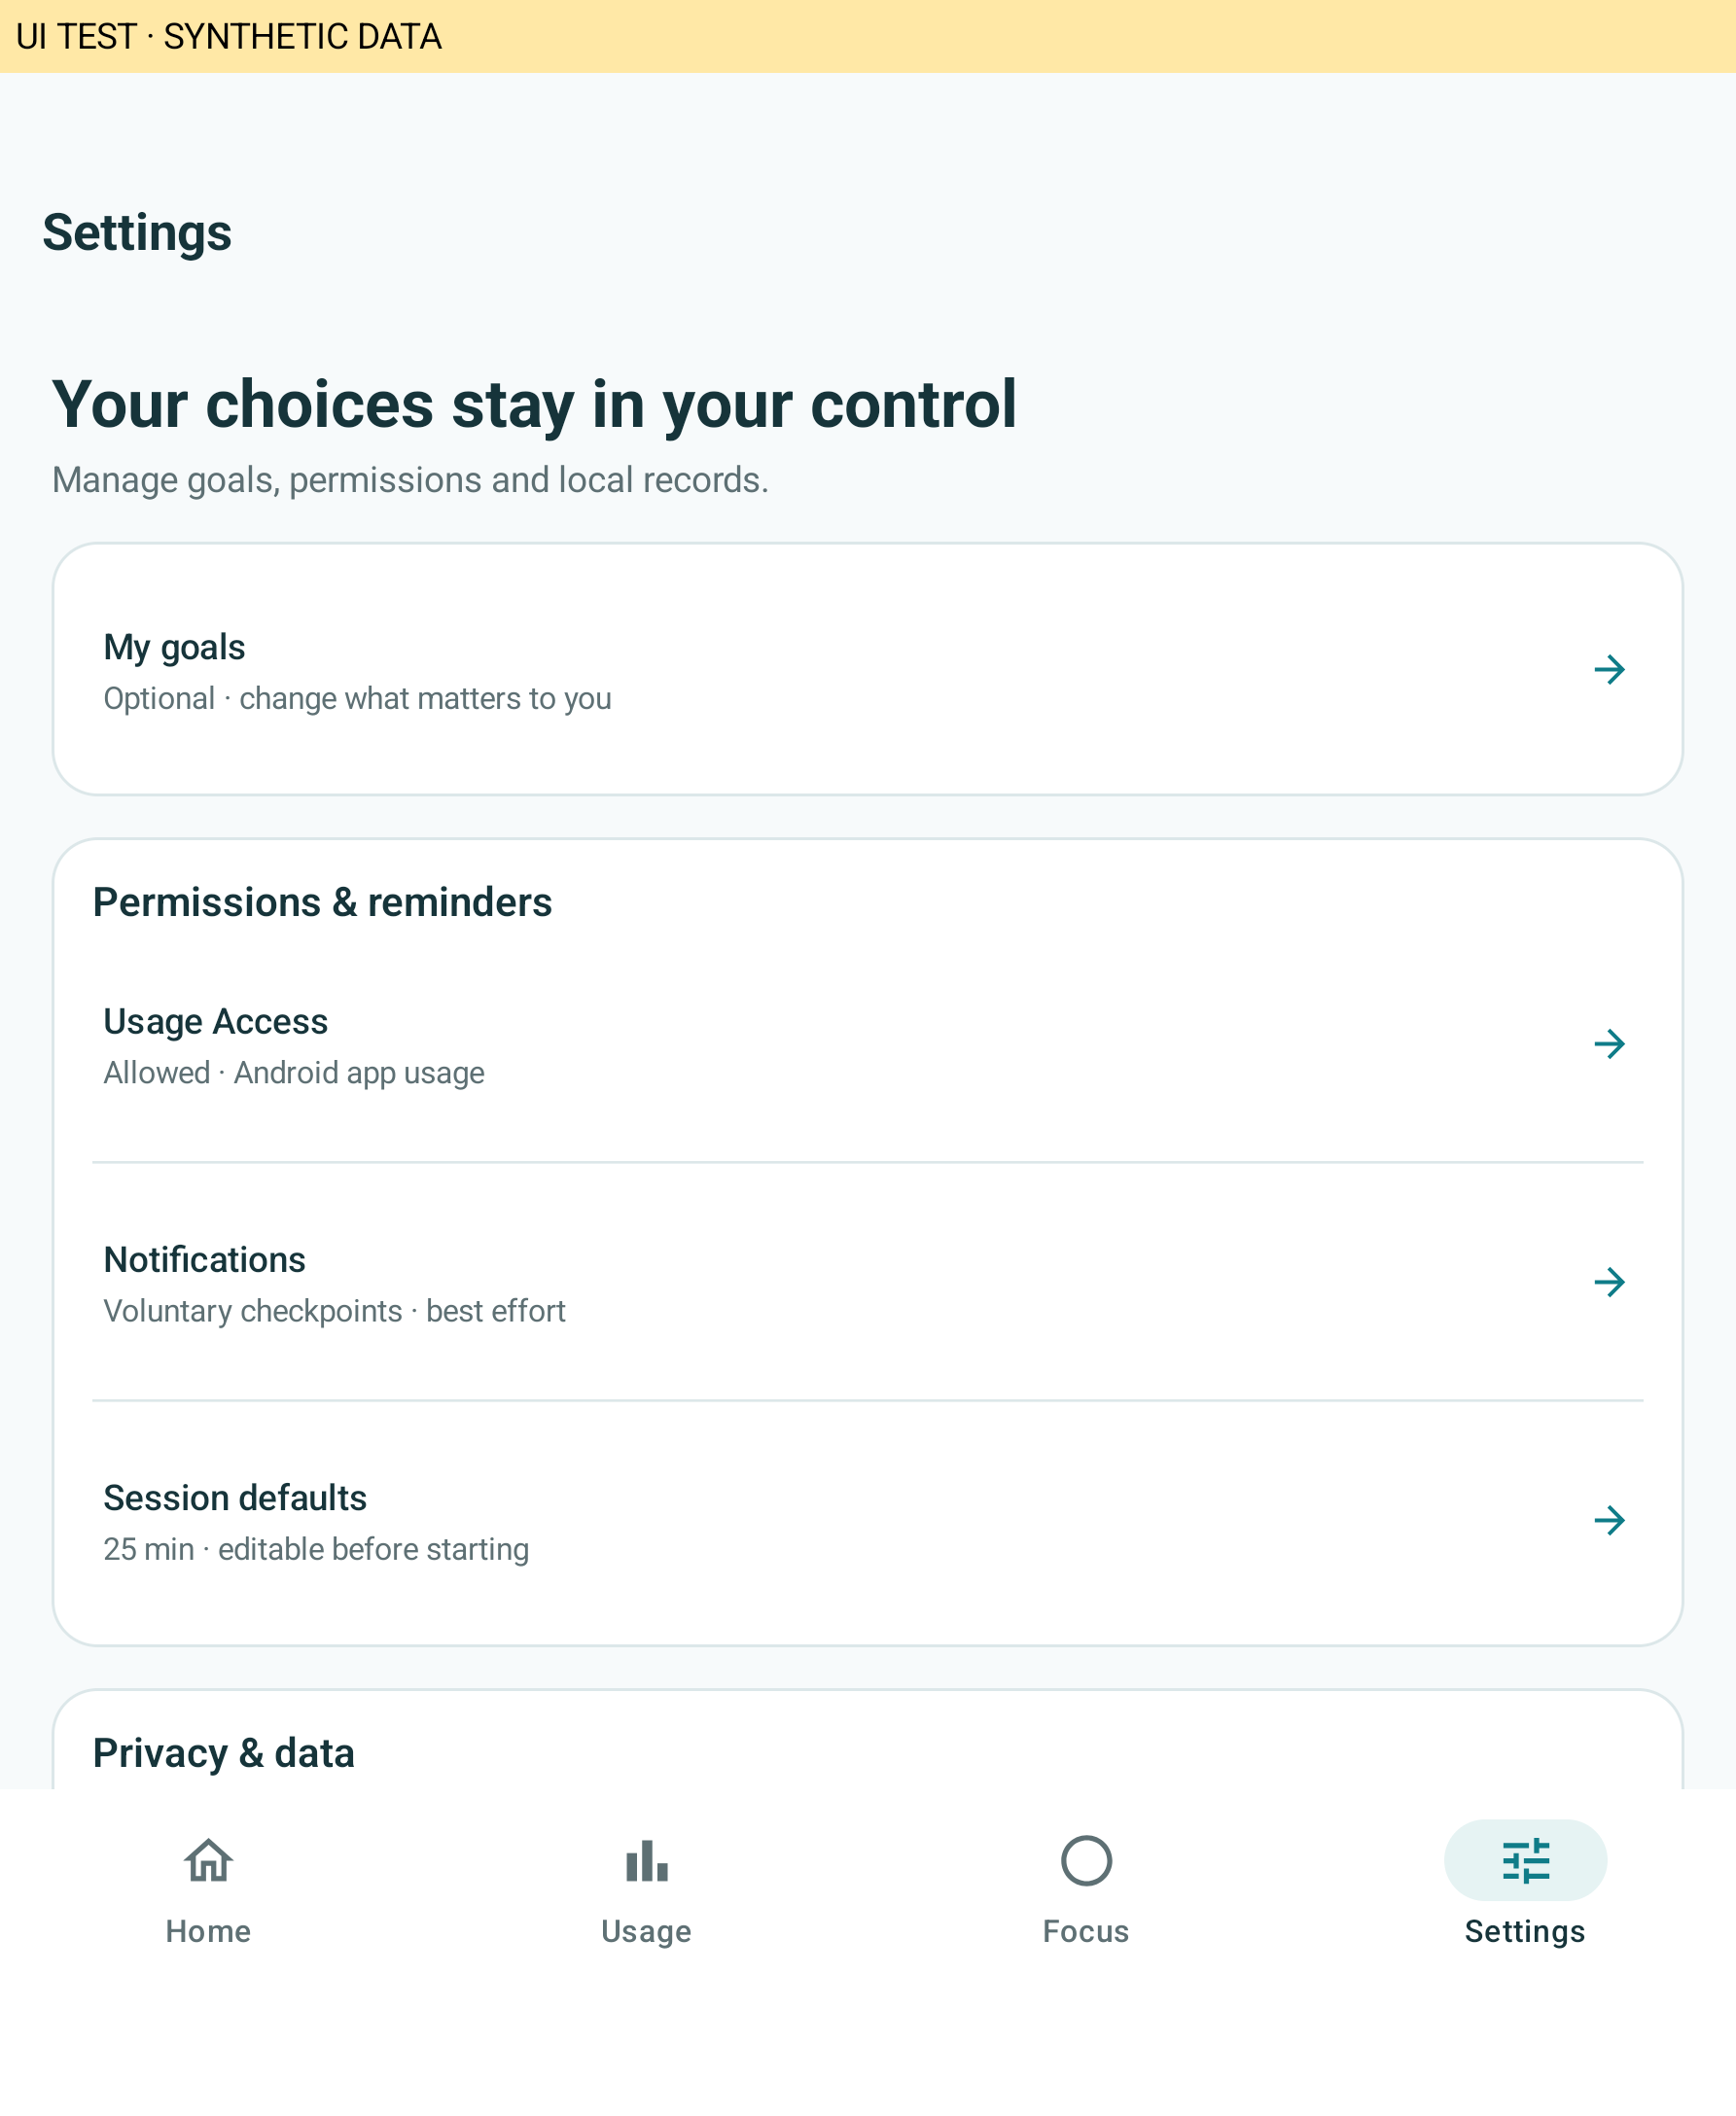 UI TEST · SYNTHETIC DATA
Settings
Your choices stay in your control
Manage goals, permissions and local records.
My goals
Optional · change what matters to you
Permissions & reminders
Usage Access
Allowed · Android app usage
Notifications
Voluntary checkpoints · best effort
Session defaults
25 min · editable before starting
Privacy & data
Home
Usage
Focus
Settings